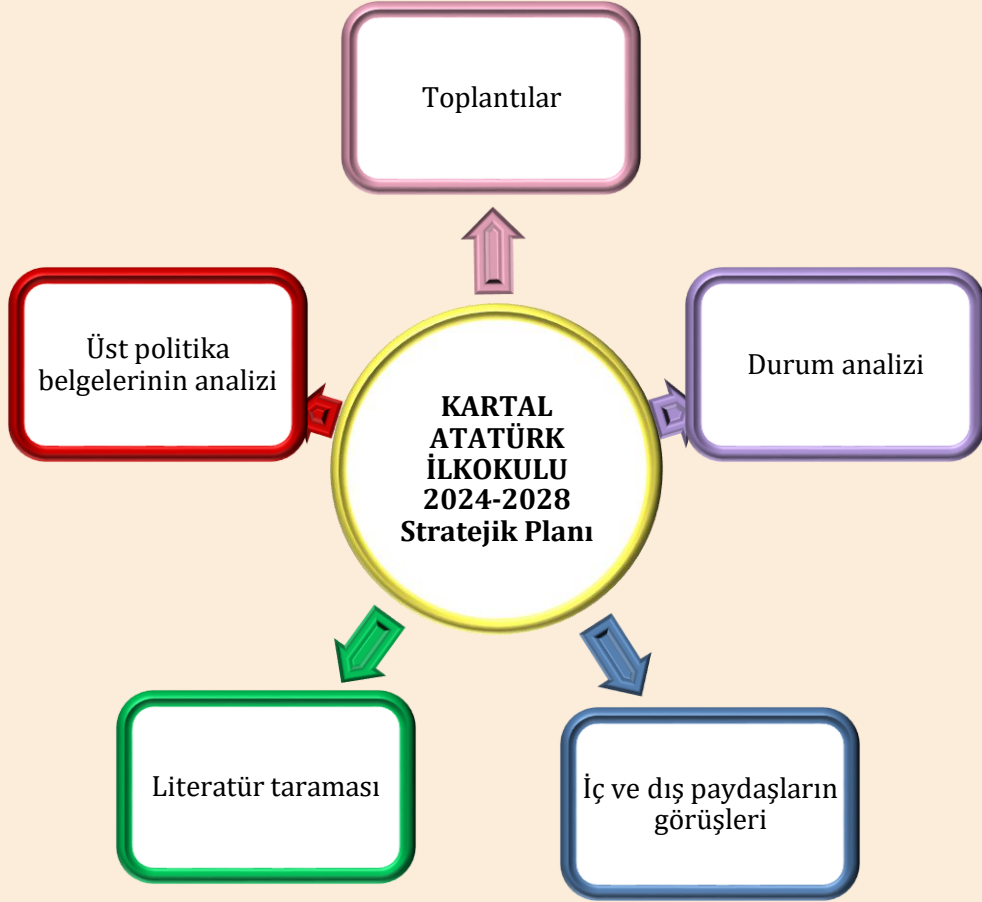 Toplantılar
Üst politika
belgelerinin analizi
Durum analizi
KARTAL
ATATÜRK
İLKOKULU
2024-2028
Stratejik Planı
Literatür taraması
İç ve dış paydaşların
görüşleri